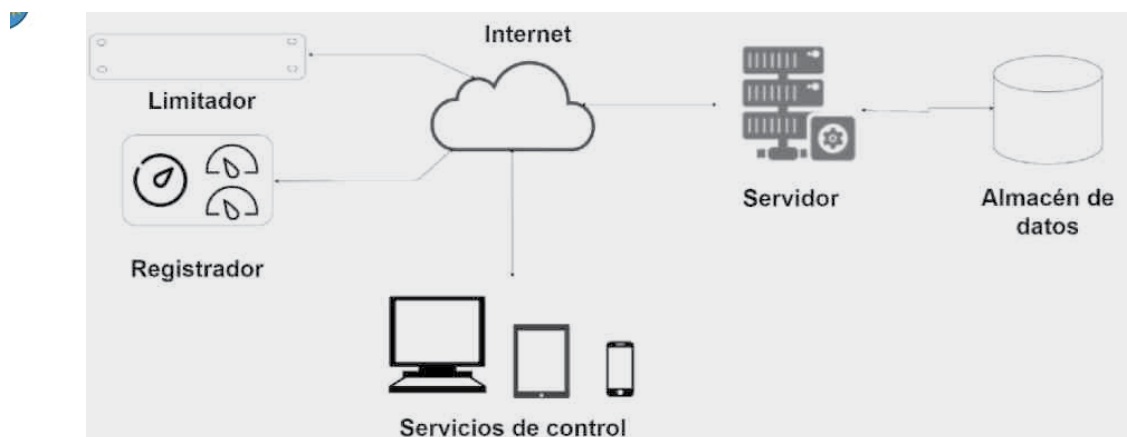 Internet
Limitador
Servidor
Almacén de
datos
Registrador
Servicios de control